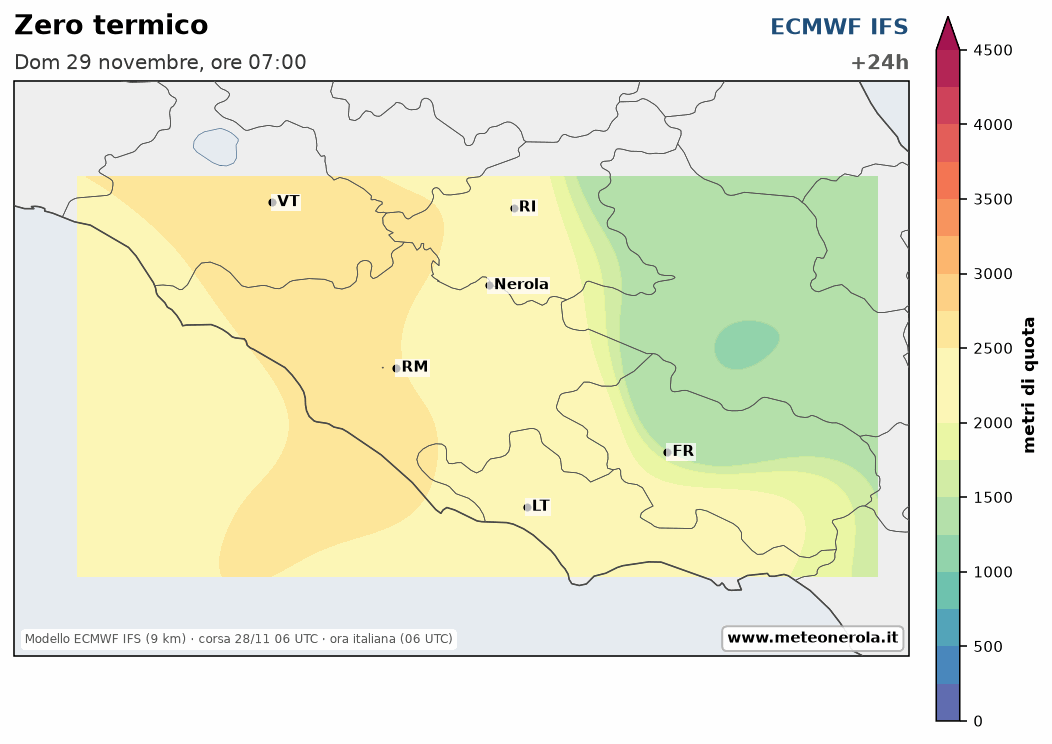 Zero termico
ECMWF IFS
Dom 29 novembre, ore 07:00
+24h
VT
RI
Nerola
RM
FR
LT
Modello ECMWF IFS (9 km) · corsa 28/11 06 UTC · ora italiana (06 UTC)
www.meteonerola.it
4500
4000
3500
3000
2500
2000
1500
1000
500
0
metri di quota